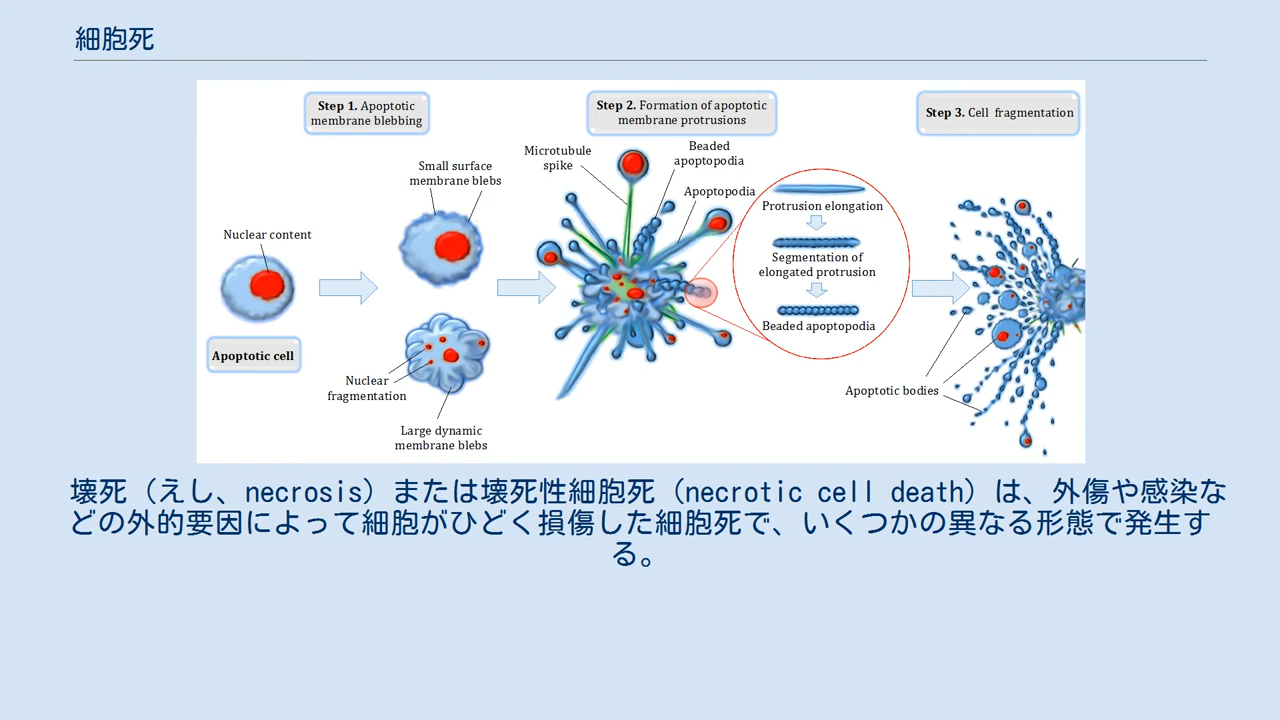 細胞死
Step 1. Apoptotic
membrane blebbing
Step 2. Formation of apoptotic
membrane protrusions
Step 3. Cell fragmentation
Nuclear content
Apoptotic cell
Small surface
membrane blebs
Nuclear
fragmentation
Large dynamic
membrane blebs
Microtubule
spike
Beaded
apoptopodia
Apoptopodia
Protrusion elongation
Segmentation of
elongated protrusion
Beaded apoptopodia
Apoptotic bodies
壊死（えし、necrosis）または壊死性細胞死（necrotic cell death）は、外傷や感染な
どの外的要因によって細胞がひどく損傷した細胞死で、いくつかの異なる形態で発生す
る。